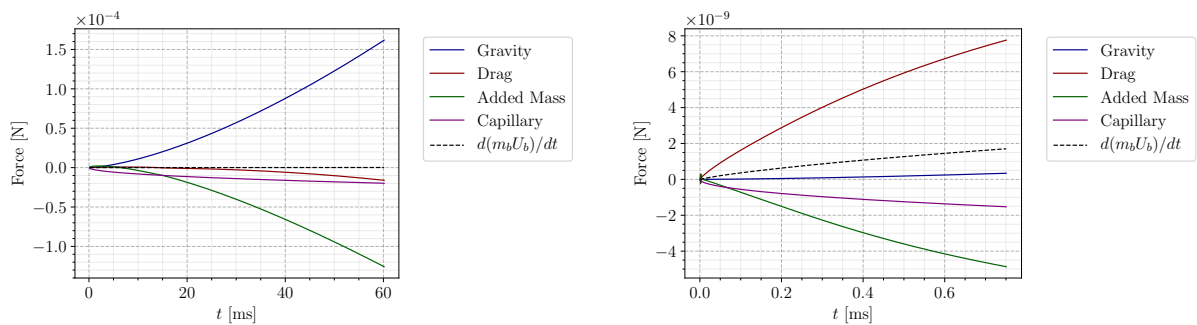 ×10⁻⁴
1.5
1.0
0.5
0.0
−0.5
−1.0
Force [N]
0 20 40 60
t [ms]
Gravity
Drag
Added Mass
Capillary
d(m_bU_b)/dt
×10⁻⁹
8
6
4
2
0
−2
−4
Force [N]
0.0 0.2 0.4 0.6
t [ms]
Gravity
Drag
Added Mass
Capillary
d(m_bU_b)/dt